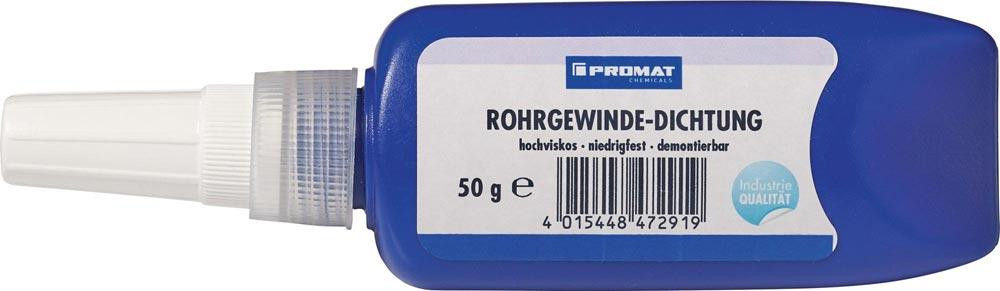 PROMAT
CHEMICALS
ROHRGEWINDE-DICHTUNG
hochviskos · niedrigfest · demontierbar
50 g ℮
4 015448 472919
Industrie
QUALITÄT